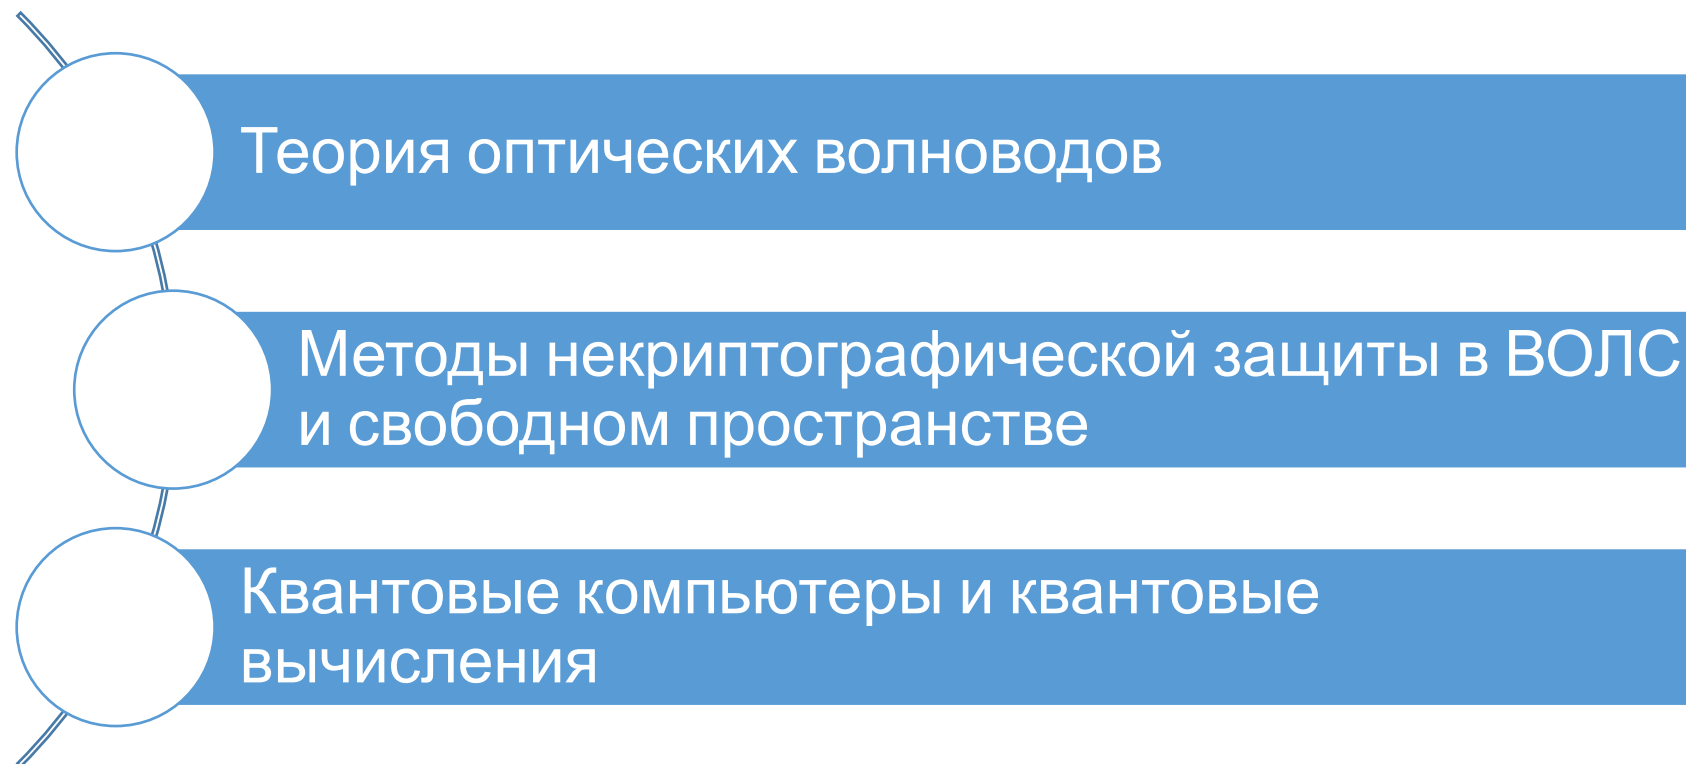 Теория оптических волноводов
Методы некриптографической защиты в ВОЛС
и свободном пространстве
Квантовые компьютеры и квантовые
вычисления